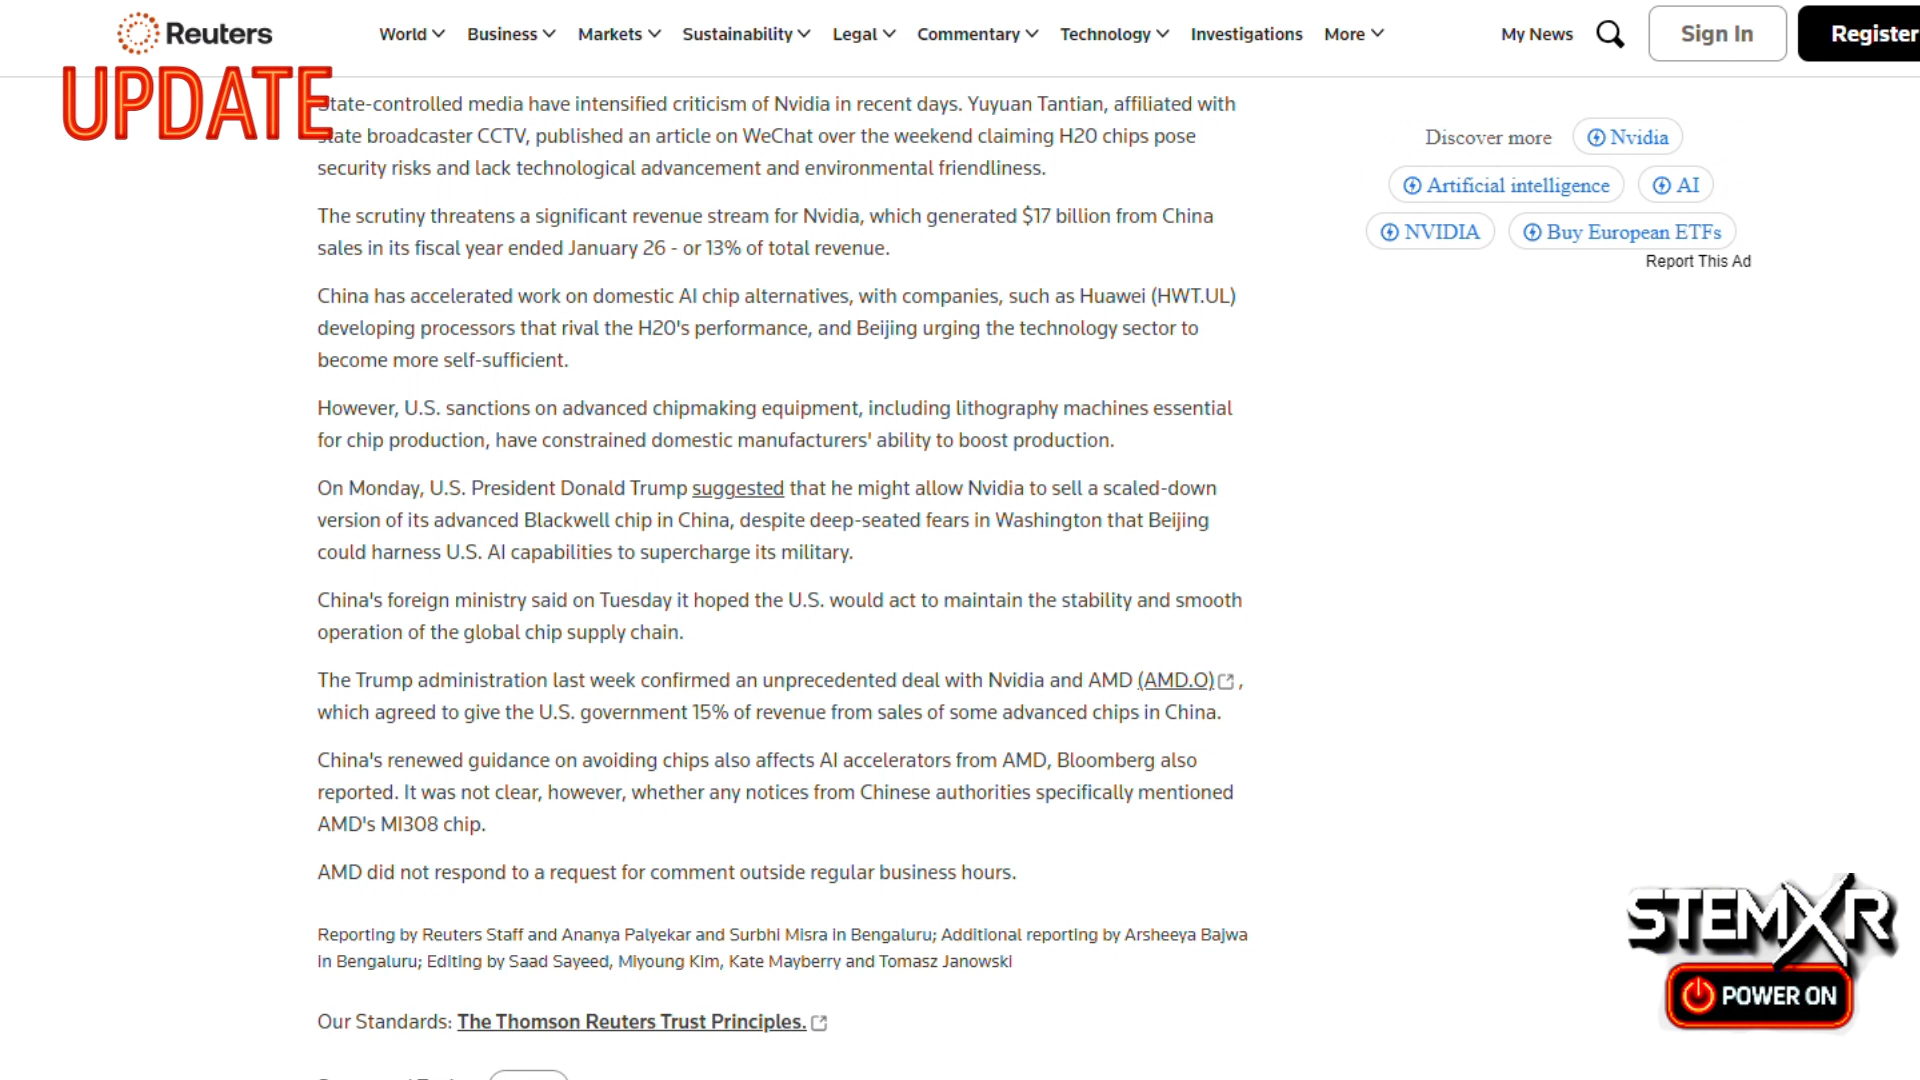 Reuters
World
Business
Markets
Sustainability
Legal
Commentary
Technology
Investigations
More
My News
Sign In
Register
UPDATE
State-controlled media have intensified criticism of Nvidia in recent days. Yuyuan Tantian, affiliated with
state broadcaster CCTV, published an article on WeChat over the weekend claiming H20 chips pose
security risks and lack technological advancement and environmental friendliness.
The scrutiny threatens a significant revenue stream for Nvidia, which generated $17 billion from China
sales in its fiscal year ended January 26 - or 13% of total revenue.
China has accelerated work on domestic AI chip alternatives, with companies, such as Huawei (HWT.UL)
developing processors that rival the H20's performance, and Beijing urging the technology sector to
become more self-sufficient.
However, U.S. sanctions on advanced chipmaking equipment, including lithography machines essential
for chip production, have constrained domestic manufacturers' ability to boost production.
On Monday, U.S. President Donald Trump suggested that he might allow Nvidia to sell a scaled-down
version of its advanced Blackwell chip in China, despite deep-seated fears in Washington that Beijing
could harness U.S. AI capabilities to supercharge its military.
China's foreign ministry said on Tuesday it hoped the U.S. would act to maintain the stability and smooth
operation of the global chip supply chain.
The Trump administration last week confirmed an unprecedented deal with Nvidia and AMD (AMD.O) ,
which agreed to give the U.S. government 15% of revenue from sales of some advanced chips in China.
China's renewed guidance on avoiding chips also affects AI accelerators from AMD, Bloomberg also
reported. It was not clear, however, whether any notices from Chinese authorities specifically mentioned
AMD's MI308 chip.
AMD did not respond to a request for comment outside regular business hours.
Reporting by Reuters Staff and Ananya Palyekar and Surbhi Misra in Bengaluru; Additional reporting by Arsheeya Bajwa
in Bengaluru; Editing by Saad Sayeed, Miyoung Kim, Kate Mayberry and Tomasz Janowski
Our Standards: The Thomson Reuters Trust Principles.
Discover more
Nvidia
Artificial intelligence
AI
NVIDIA
Buy European ETFs
Report This Ad
STEMXR
POWER ON